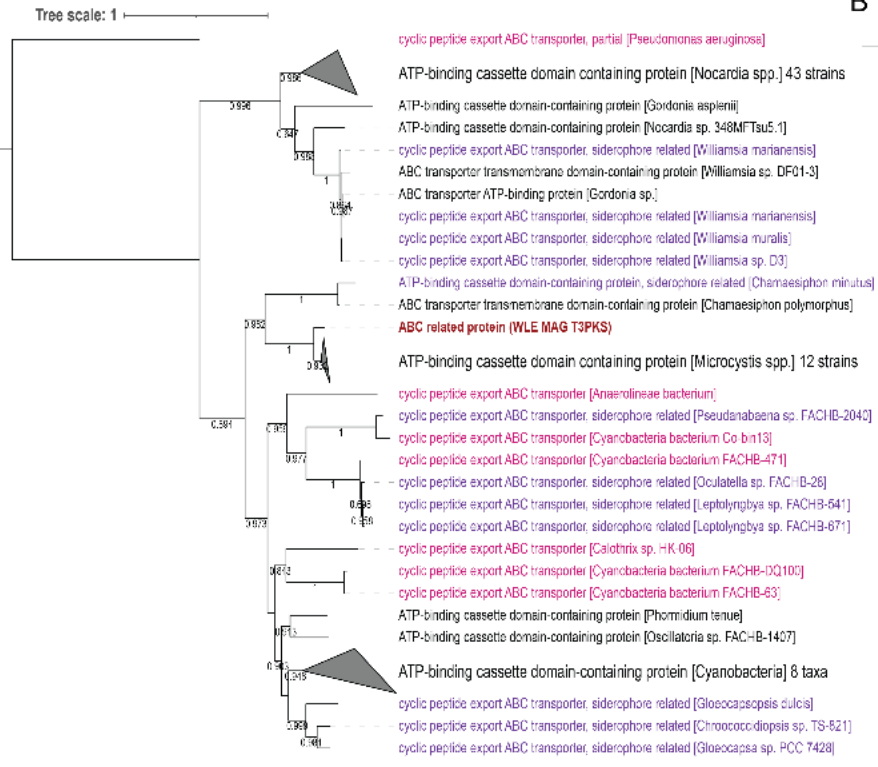 Tree scale: 1
B
cyclic peptide export ABC transporter, partial [Pseudomonas aeruginosa]
ATP-binding cassette domain containing protein [Nocardia spp.] 43 strains
0.986
0.996
ATP-binding cassette domain-containing protein [Gordonia asplenii]
ATP-binding cassette domain-containing protein [Nocardia sp. 348MFTsu5.1]
0.647
cyclic peptide export ABC transporter, siderophore related [Williamsia marianensis]
ABC transporter transmembrane domain-containing protein [Williamsia sp. DF01-3]
1
ABC transporter ATP-binding protein [Gordonia sp.]
cyclic peptide export ABC transporter, siderophore related [Williamsia marianensis]
cyclic peptide export ABC transporter, siderophore related [Williamsia muralis]
cyclic peptide export ABC transporter, siderophore related [Williamsia sp. D3]
ATP-binding cassette domain-containing protein, siderophore related [Chamaesiphon minutus]
1
ABC transporter transmembrane domain-containing protein [Chamaesiphon polymorphus]
0.952
ABC related protein (WLE MAG T3PKS)
1
ATP-binding cassette domain-containing protein [Microcystis spp.] 12 strains
cyclic peptide export ABC transporter [Anaerolineae bacterium]
cyclic peptide export ABC transporter, siderophore related [Pseudanabaena sp. FACHB-2040]
0.694
1
cyclic peptide export ABC transporter [Cyanobacteria bacterium Co-bin13]
0.977
cyclic peptide export ABC transporter [Cyanobacteria bacterium FACHB-471]
1
cyclic peptide export ABC transporter, siderophore related [Oculatella sp. FACHB-28]
cyclic peptide export ABC transporter, siderophore related [Leptolyngbya sp. FACHB-541]
0.973
cyclic peptide export ABC transporter, siderophore related [Leptolyngbya sp. FACHB-671]
cyclic peptide export ABC transporter [Calothrix sp. HK-06]
0.843
cyclic peptide export ABC transporter [Cyanobacteria bacterium FACHB-DQ100]
cyclic peptide export ABC transporter [Cyanobacteria bacterium FACHB-63]
ATP-binding cassette domain-containing protein [Phormidium tenue]
ATP-binding cassette domain-containing protein [Oscillatoria sp. FACHB-1407]
ATP-binding cassette domain-containing protein [Cyanobacteria] 8 taxa
cyclic peptide export ABC transporter, siderophore related [Gloeocapsopsis dulcis]
cyclic peptide export ABC transporter, siderophore related [Chroococcidiopsis sp. TS-821]
cyclic peptide export ABC transporter, siderophore related [Gloeocapsa sp. PCC 7428]